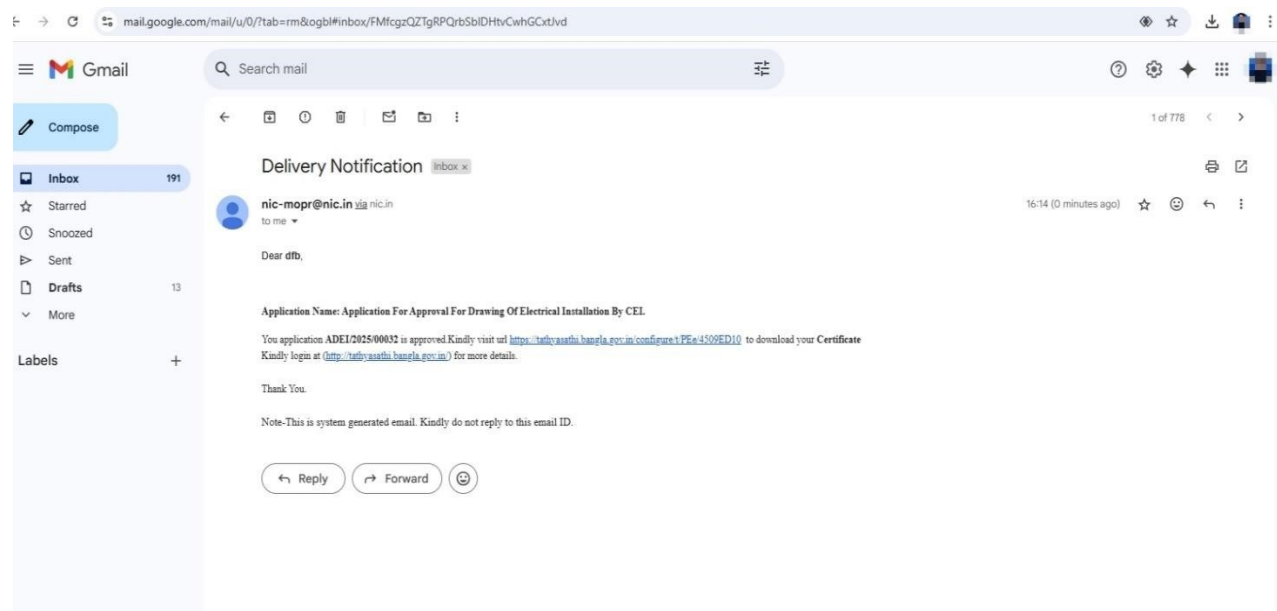 mail.google.com/mail/u/0/?tab=rm&ogbl#inbox/FMfcgzQZTgRPQrbSbIDHtvCwhGCxtJvd
Gmail
Search mail
Compose
1 of 778
Delivery Notification Inbox x
Inbox 191
nic-mopr@nic.in via nic.in 16:14 (0 minutes ago)
Starred
to me
Snoozed
Dear dfb,
Sent
Drafts 13
Application Name: Application For Approval For Drawing Of Electrical Installation By CEI.
More
You application ADEI/2025/00032 is approved.Kindly visit url https://tathyasathi.bangla.gov.in/configure/t/PEe/4509ED10 to download your Certificate
Kindly login at (http://tathyasathi.bangla.gov.in/) for more details.
Labels +
Thank You.
Note-This is system generated email. Kindly do not reply to this email ID.
Reply Forward